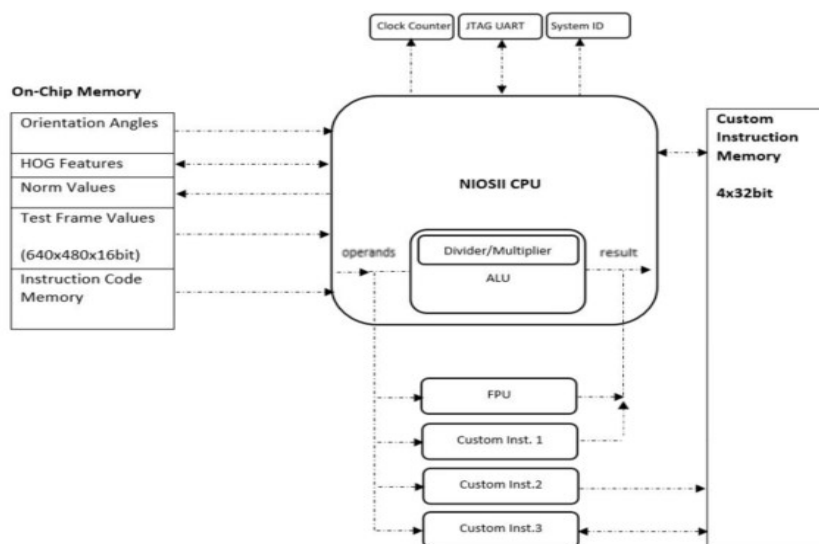 Clock Counter
JTAG UART
System ID
On-Chip Memory
Orientation Angles
HOG Features
Norm Values
Test Frame Values
(640x480x16bit)
Instruction Code
Memory
NIOSII CPU
operands
Divider/Multiplier
result
ALU
FPU
Custom Inst. 1
Custom Inst.2
Custom Inst.3
Custom
Instruction
Memory
4x32bit